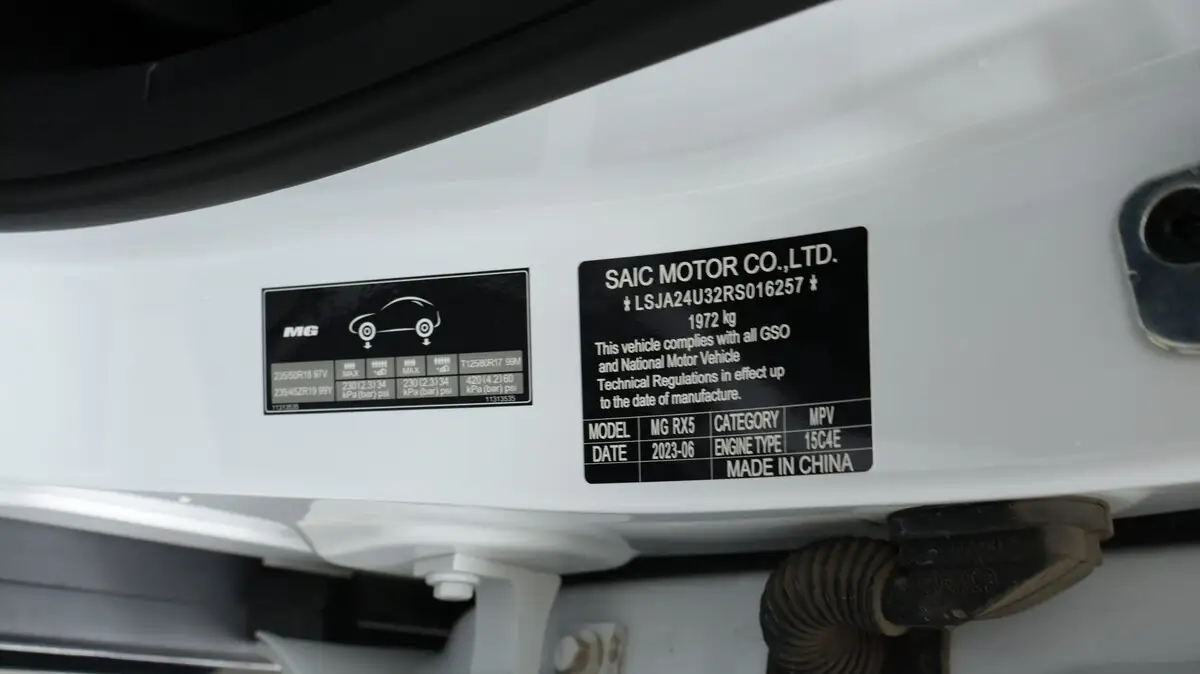 MG
MAX
MAX
T125/80R17 99M
235/50R18 97V
235/45ZR19 99Y
230 (2.3) 34
kPa (bar) psi
230 (2.3) 34
kPa (bar) psi
420 (4.2) 60
kPa (bar) psi
11313535
11313535
SAIC MOTOR CO.,LTD.
LSJA24U32RS016257
1972 kg
This vehicle complies with all GSO
and National Motor Vehicle
Technical Regulations in effect up
to the date of manufacture.
MODEL MG RX5 CATEGORY MPV
DATE 2023-06 ENGINE TYPE 15C4E
MADE IN CHINA